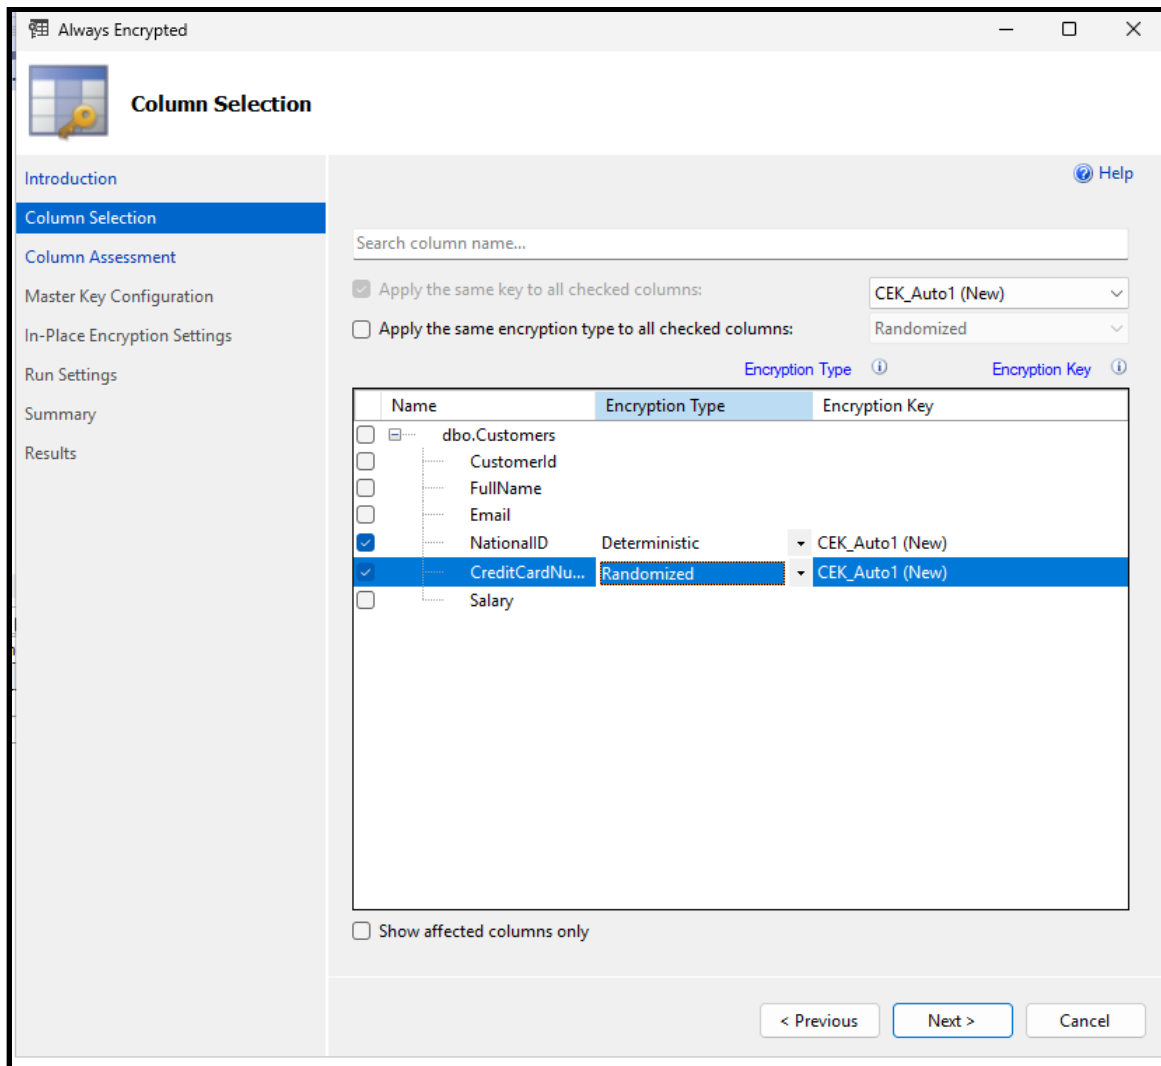 Always Encrypted
Column Selection
Introduction
Column Selection
Column Assessment
Master Key Configuration
In-Place Encryption Settings
Run Settings
Summary
Results
Help
Search column name...
Apply the same key to all checked columns: CEK_Auto1 (New)
Apply the same encryption type to all checked columns: Randomized
Encryption Type Encryption Key
Name Encryption Type Encryption Key
dbo.Customers
CustomerId
FullName
Email
NationalID Deterministic CEK_Auto1 (New)
CreditCardNu... Randomized CEK_Auto1 (New)
Salary
Show affected columns only
< Previous Next > Cancel